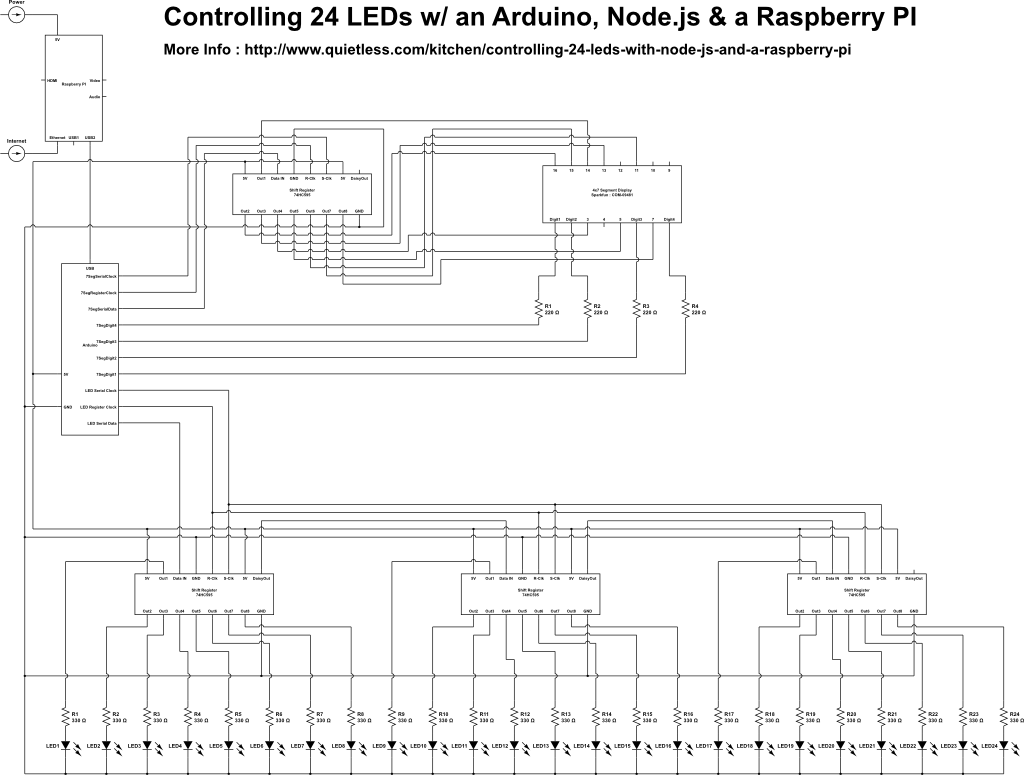 Controlling 24 LEDs w/ an Arduino, Node.js & a Raspberry PI
More Info : http://www.quietless.com/kitchen/controlling-24-leds-with-node-js-and-a-raspberry-pi
Power
5V
HDMI Raspberry PI Video
Audio
Ethernet USB1 USB2
Internet
5V Out1 Data IN GND R-Clk S-Clk 5V DaisyOut
Shift Register
74HC595
Out2 Out3 Out4 Out5 Out6 Out7 Out8 GND
16 15 14 13 12 11 10 9
4x7 Segment Display
Sparkfun - COM-09481
Digit1 Digit2 3 4 5 Digit3 7 Digit4
R1
220 Ω
R2
220 Ω
R3
220 Ω
R4
220 Ω
USB
7SegSerialClock
7SegRegisterClock
7SegSerialData
7SegDigit4
7SegDigit3
Arduino
7SegDigit2
5V 7SegDigit1
LED Serial Clock
GND LED Register Clock
LED Serial Data
5V Out1 Data IN GND R-Clk S-Clk 5V DaisyOut
Shift Register
74HC595
Out2 Out3 Out4 Out5 Out6 Out7 Out8 GND
5V Out1 Data IN GND R-Clk S-Clk 5V DaisyOut
Shift Register
74HC595
Out2 Out3 Out4 Out5 Out6 Out7 Out8 GND
5V Out1 Data IN GND R-Clk S-Clk 5V DaisyOut
Shift Register
74HC595
Out2 Out3 Out4 Out5 Out6 Out7 Out8 GND
R1 R2 R3 R4 R5 R6 R7 R8 R9 R10 R11 R12 R13 R14 R15 R16 R17 R18 R19 R20 R21 R22 R23 R24
330 Ω 330 Ω 330 Ω 330 Ω 330 Ω 330 Ω 330 Ω 330 Ω 330 Ω 330 Ω 330 Ω 330 Ω 330 Ω 330 Ω 330 Ω 330 Ω 330 Ω 330 Ω 330 Ω 330 Ω 330 Ω 330 Ω 330 Ω 330 Ω
LED1 LED2 LED3 LED4 LED5 LED6 LED7 LED8 LED9 LED10 LED11 LED12 LED13 LED14 LED15 LED16 LED17 LED18 LED19 LED20 LED21 LED22 LED23 LED24